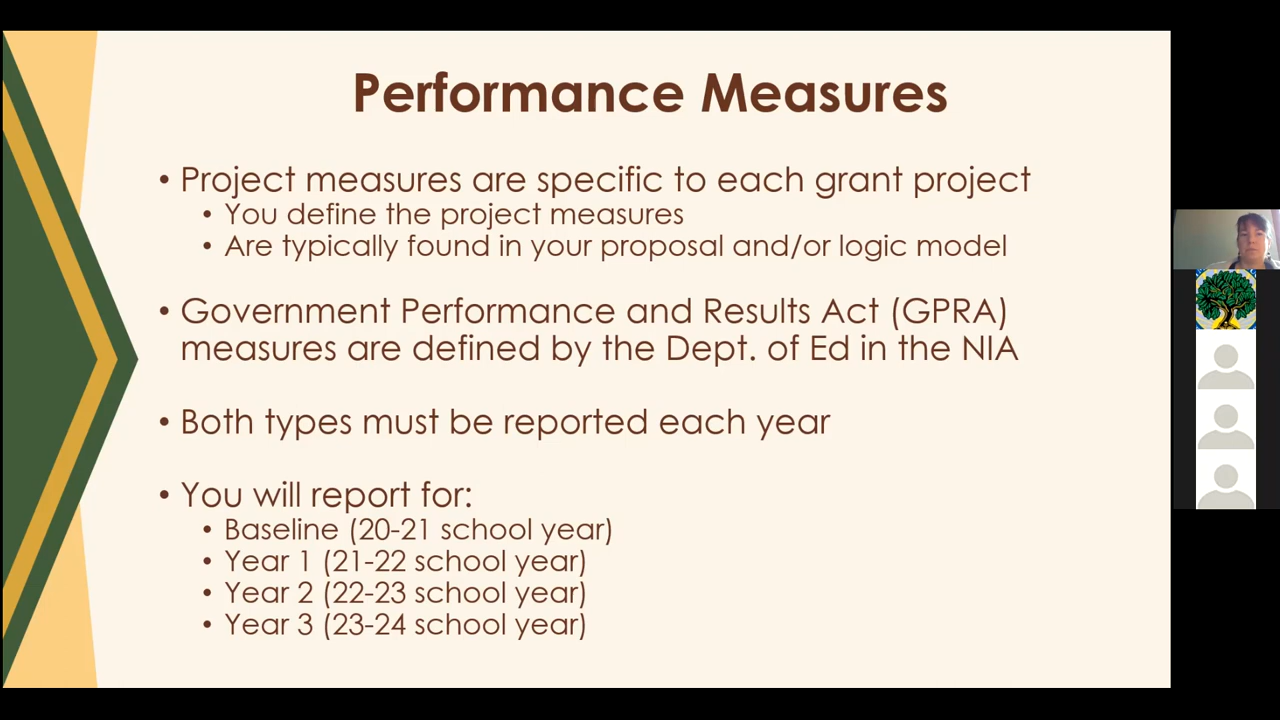 Performance Measures
• Project measures are specific to each grant project
• You define the project measures
• Are typically found in your proposal and/or logic model
• Government Performance and Results Act (GPRA)
measures are defined by the Dept. of Ed in the NIA
• Both types must be reported each year
• You will report for:
• Baseline (20-21 school year)
• Year 1 (21-22 school year)
• Year 2 (22-23 school year)
• Year 3 (23-24 school year)